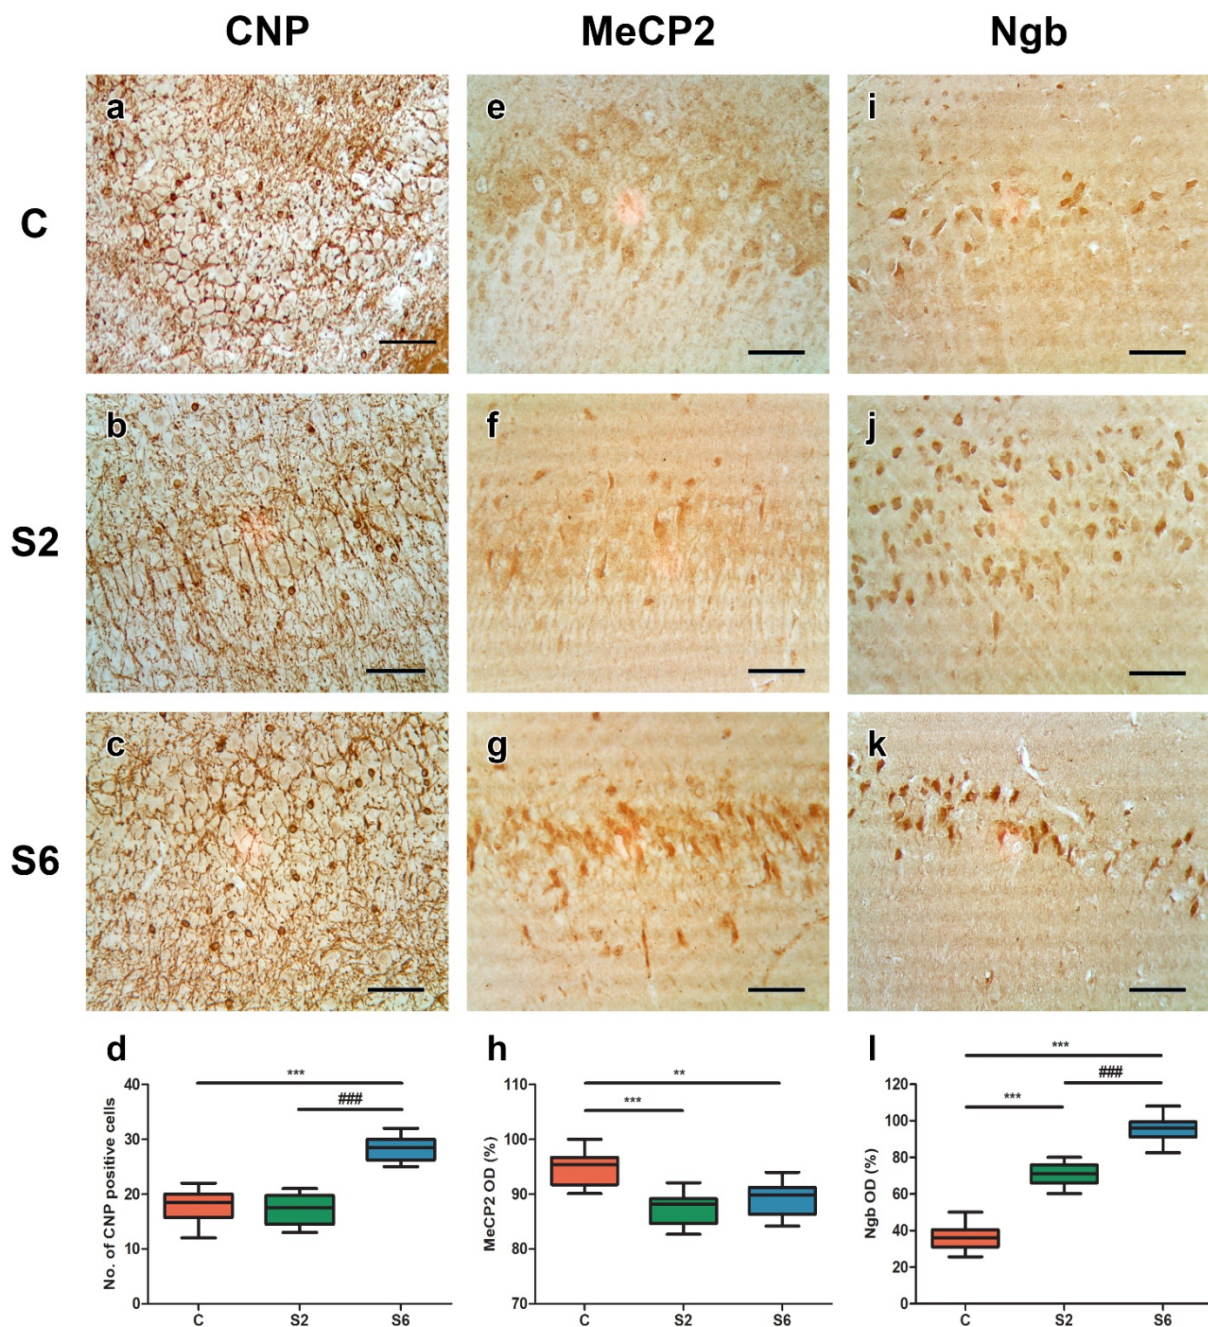 CNP MeCP2 Ngb
C
a e i
S2
b f j
S6
c g k
d
***
###
40
30
20
10
0
No. of CNP positive cells
C S2 S6
h
**
***
110
100
90
80
70
MeCP2 OD (%)
C S2 S6
l
***
###
***
120
100
80
60
40
20
0
Ngb OD (%)
C S2 S6